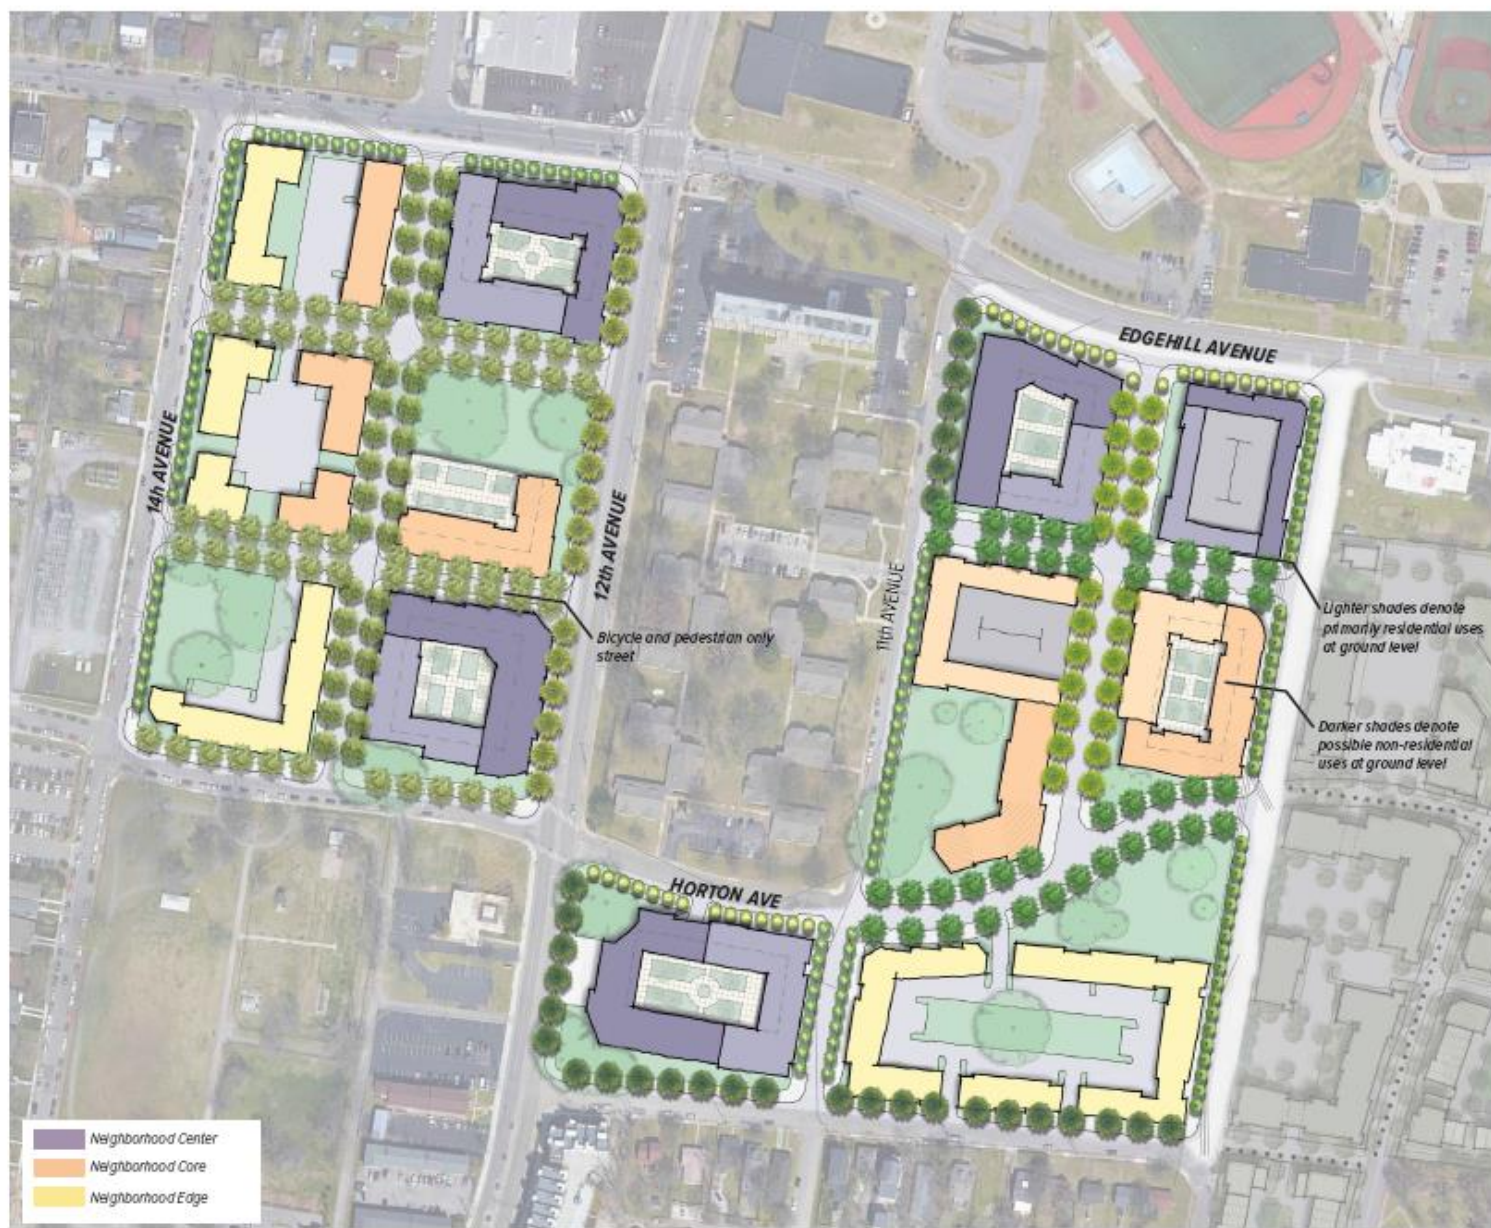 EDGEHILL AVENUE
14h AVENUE
12th AVENUE
11th AVENUE
Bicycle and pedestrian only
street
Lighter shades denote
primarily residential uses
at ground level
Darker shades denote
possible non-residential
uses at ground level
HORTON AVE
Neighborhood Center
Neighborhood Core
Neighborhood Edge